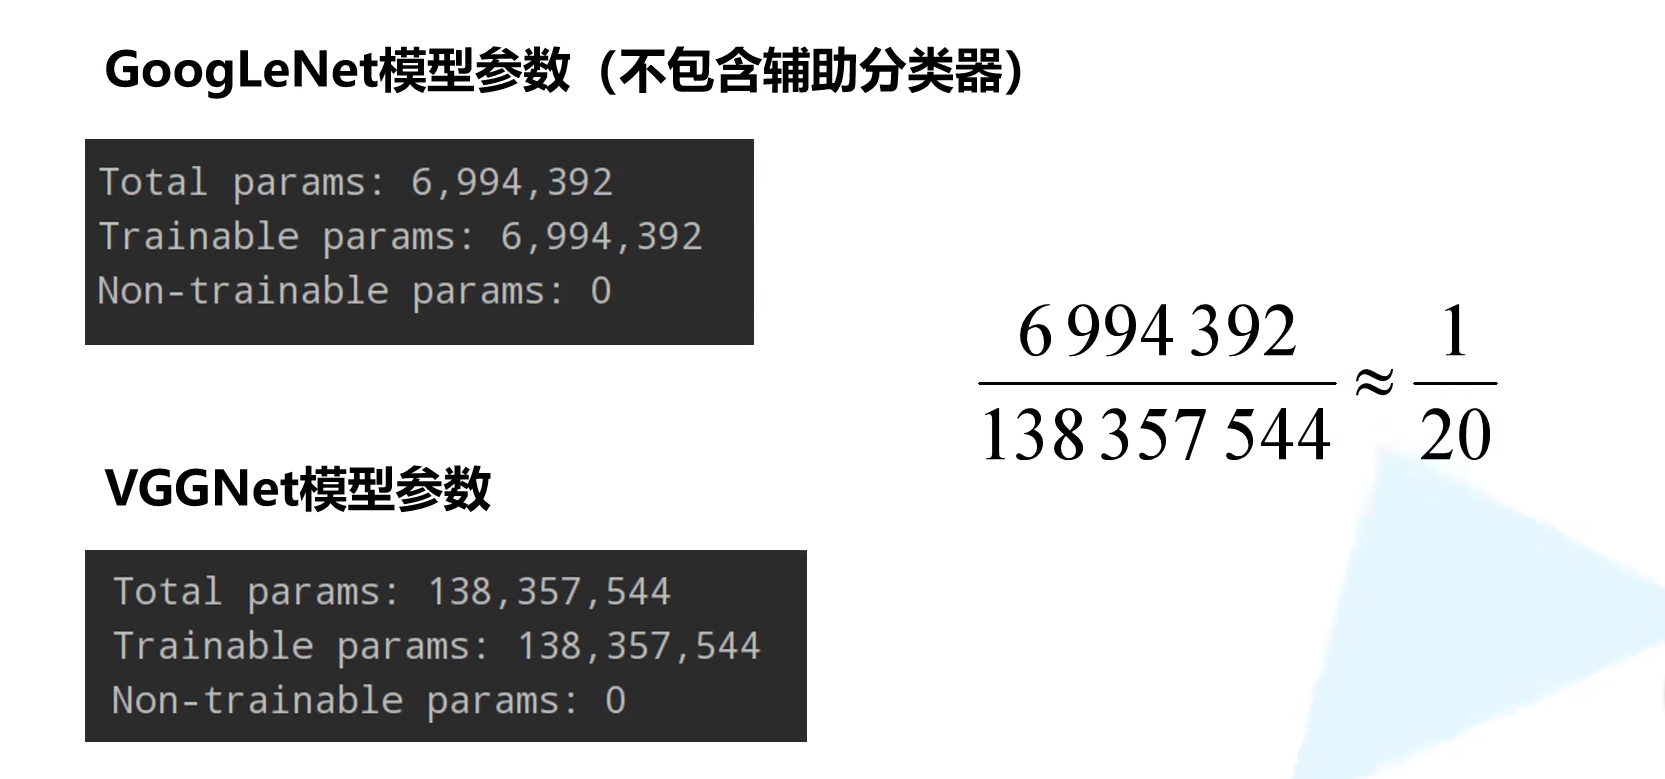 GoogLeNet模型参数（不包含辅助分类器）
Total params: 6,994,392
Trainable params: 6,994,392
Non-trainable params: 0
6 994 392
138 357 544
≈
1
20
VGGNet模型参数
Total params: 138,357,544
Trainable params: 138,357,544
Non-trainable params: 0